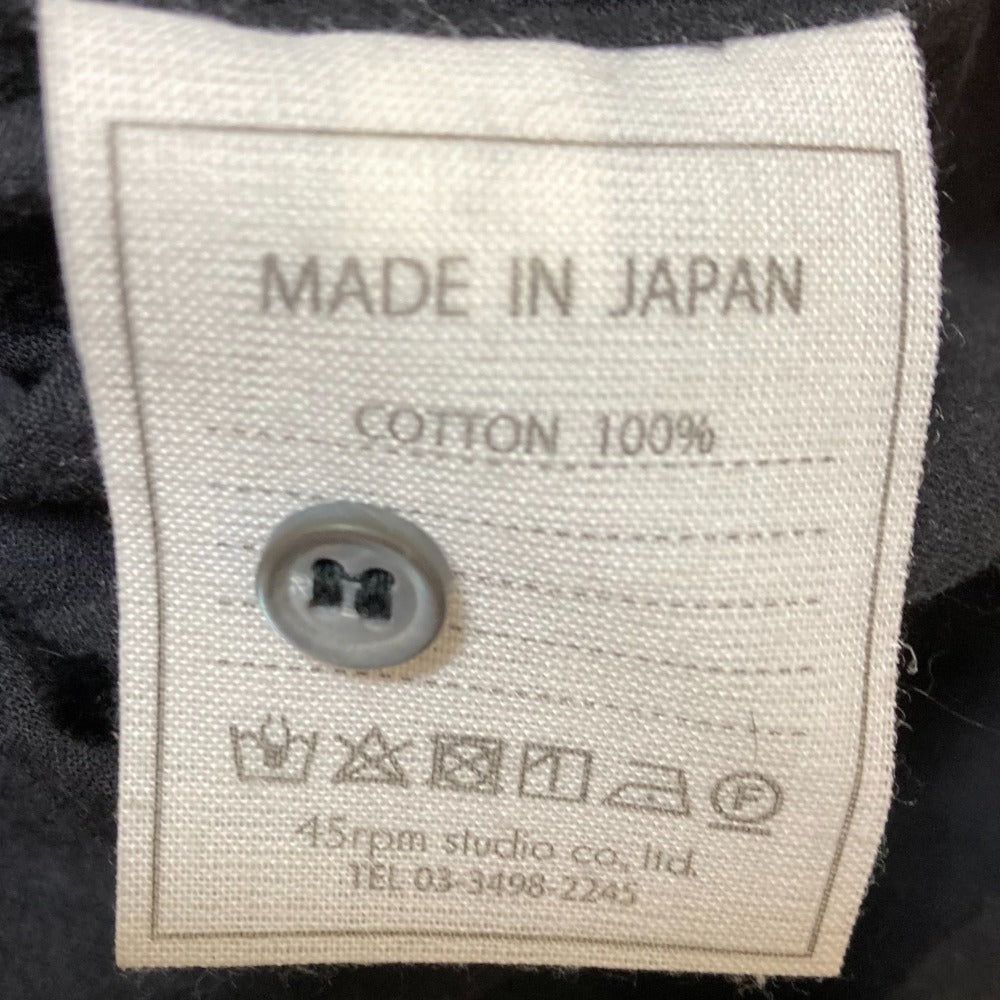 MADE IN JAPAN
COTTON 100%
F
45rpm studio co., ltd.
TEL 03-3498-2245